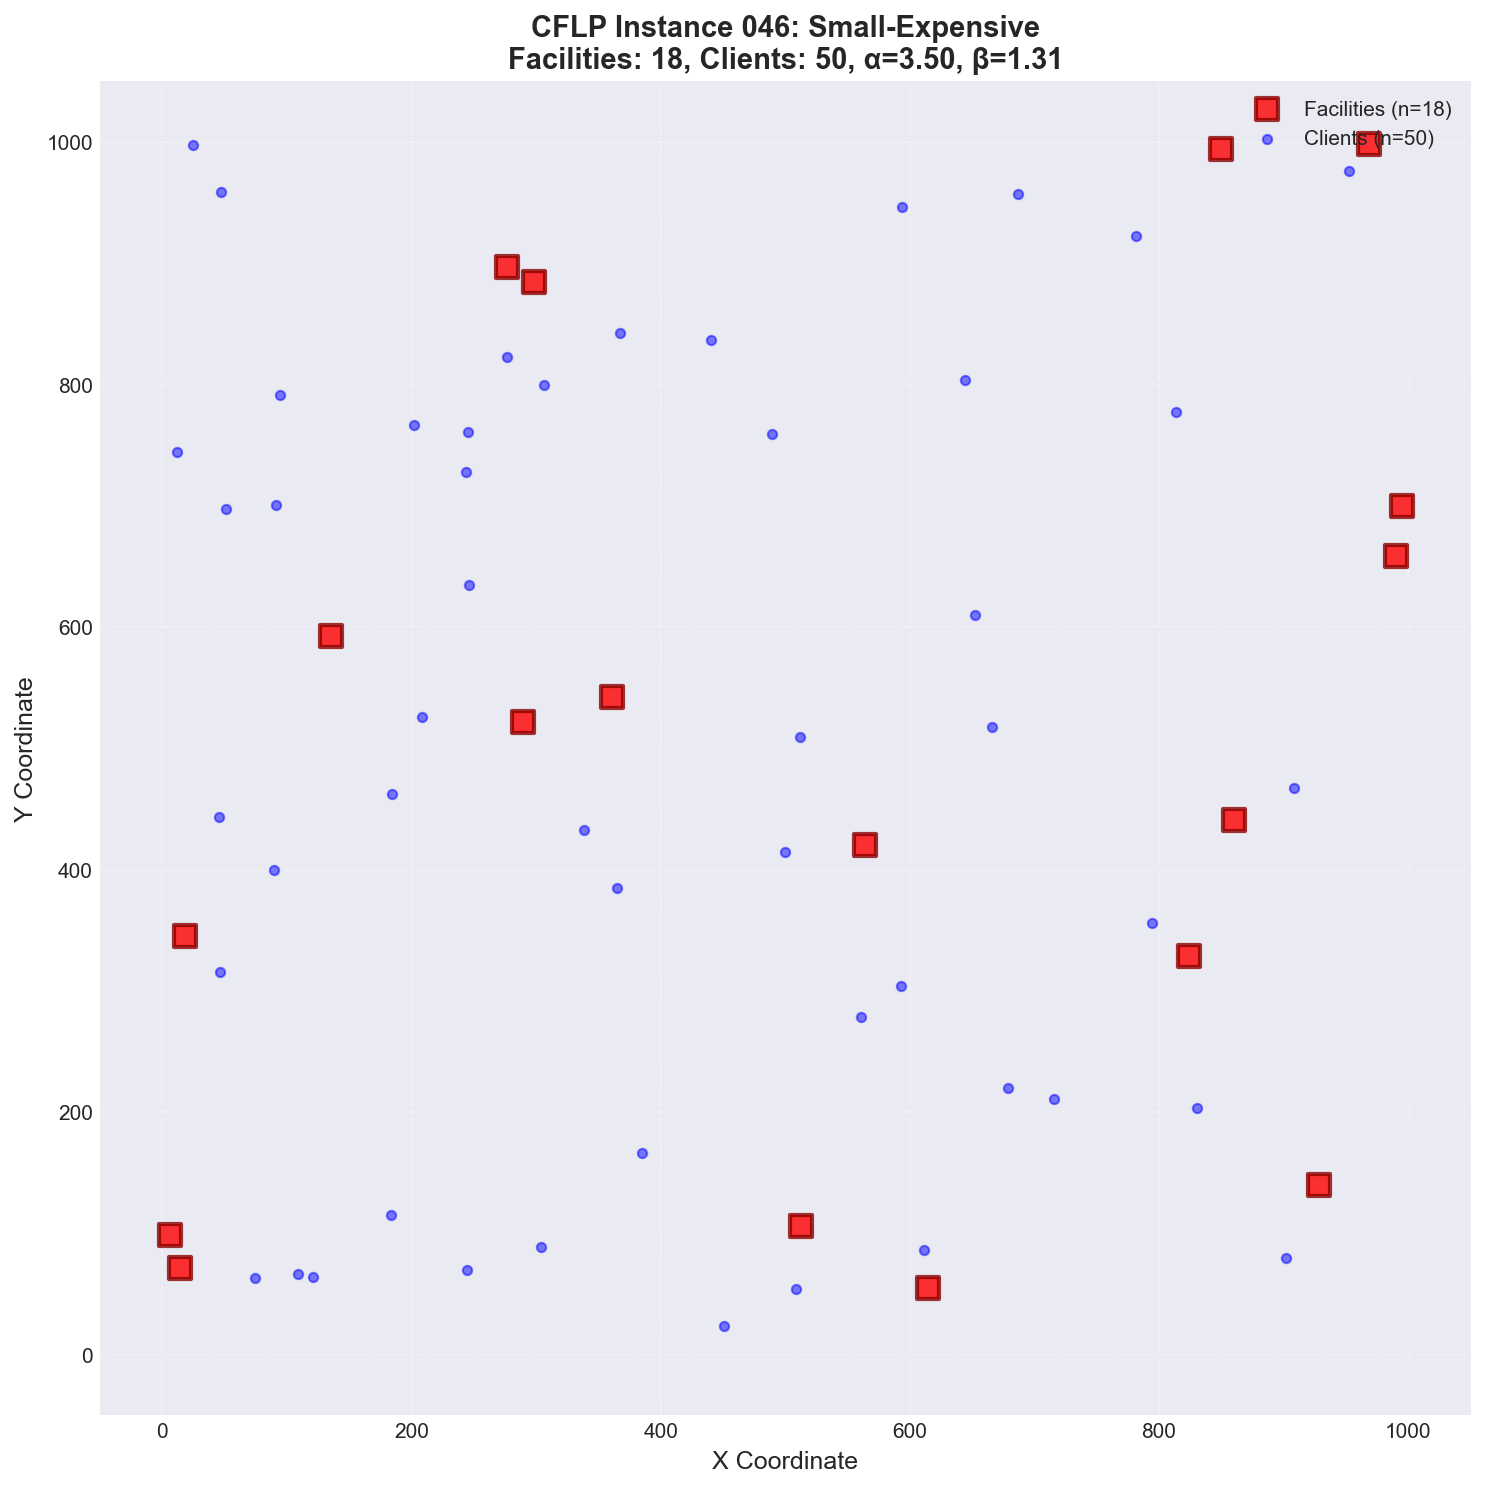 CFLP Instance 046: Small-Expensive
Facilities: 18, Clients: 50, α=3.50, β=1.31
Facilities (n=18)
Clients (n=50)
1000
800
600
400
200
0
Y Coordinate
0
200
400
600
800
1000
X Coordinate